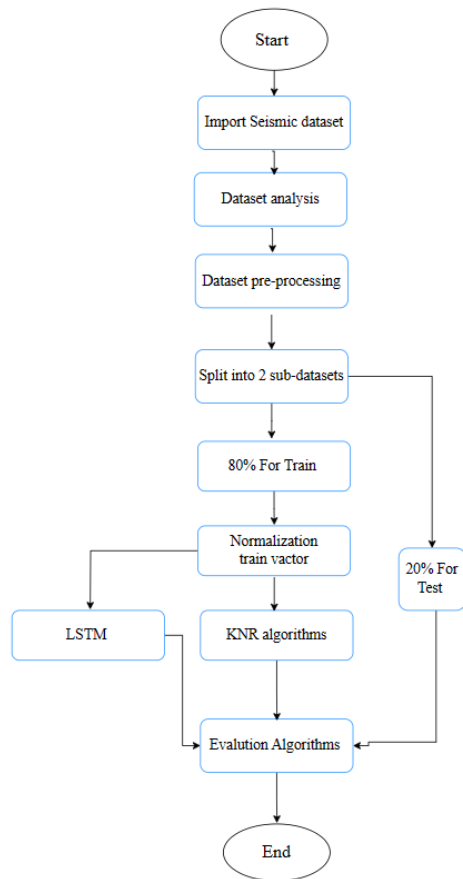 Start
Import Seismic dataset
Dataset analysis
Dataset pre-processing
Split into 2 sub-datasets
80% For Train
Normalization
train vactor
20% For
Test
LSTM
KNR algorithms
Evalution Algorithms
End